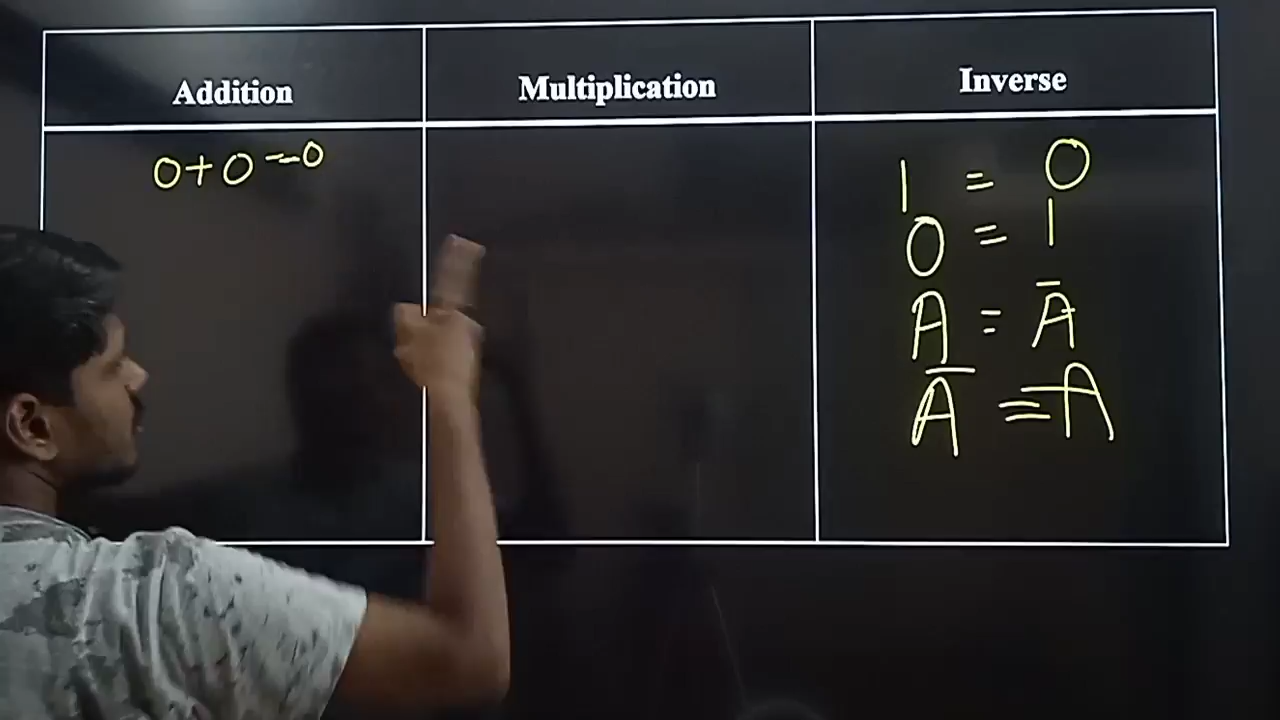 Addition Multiplication Inverse
0+0=0
1 = 0
0 = 1
A = Ā
Ā = A